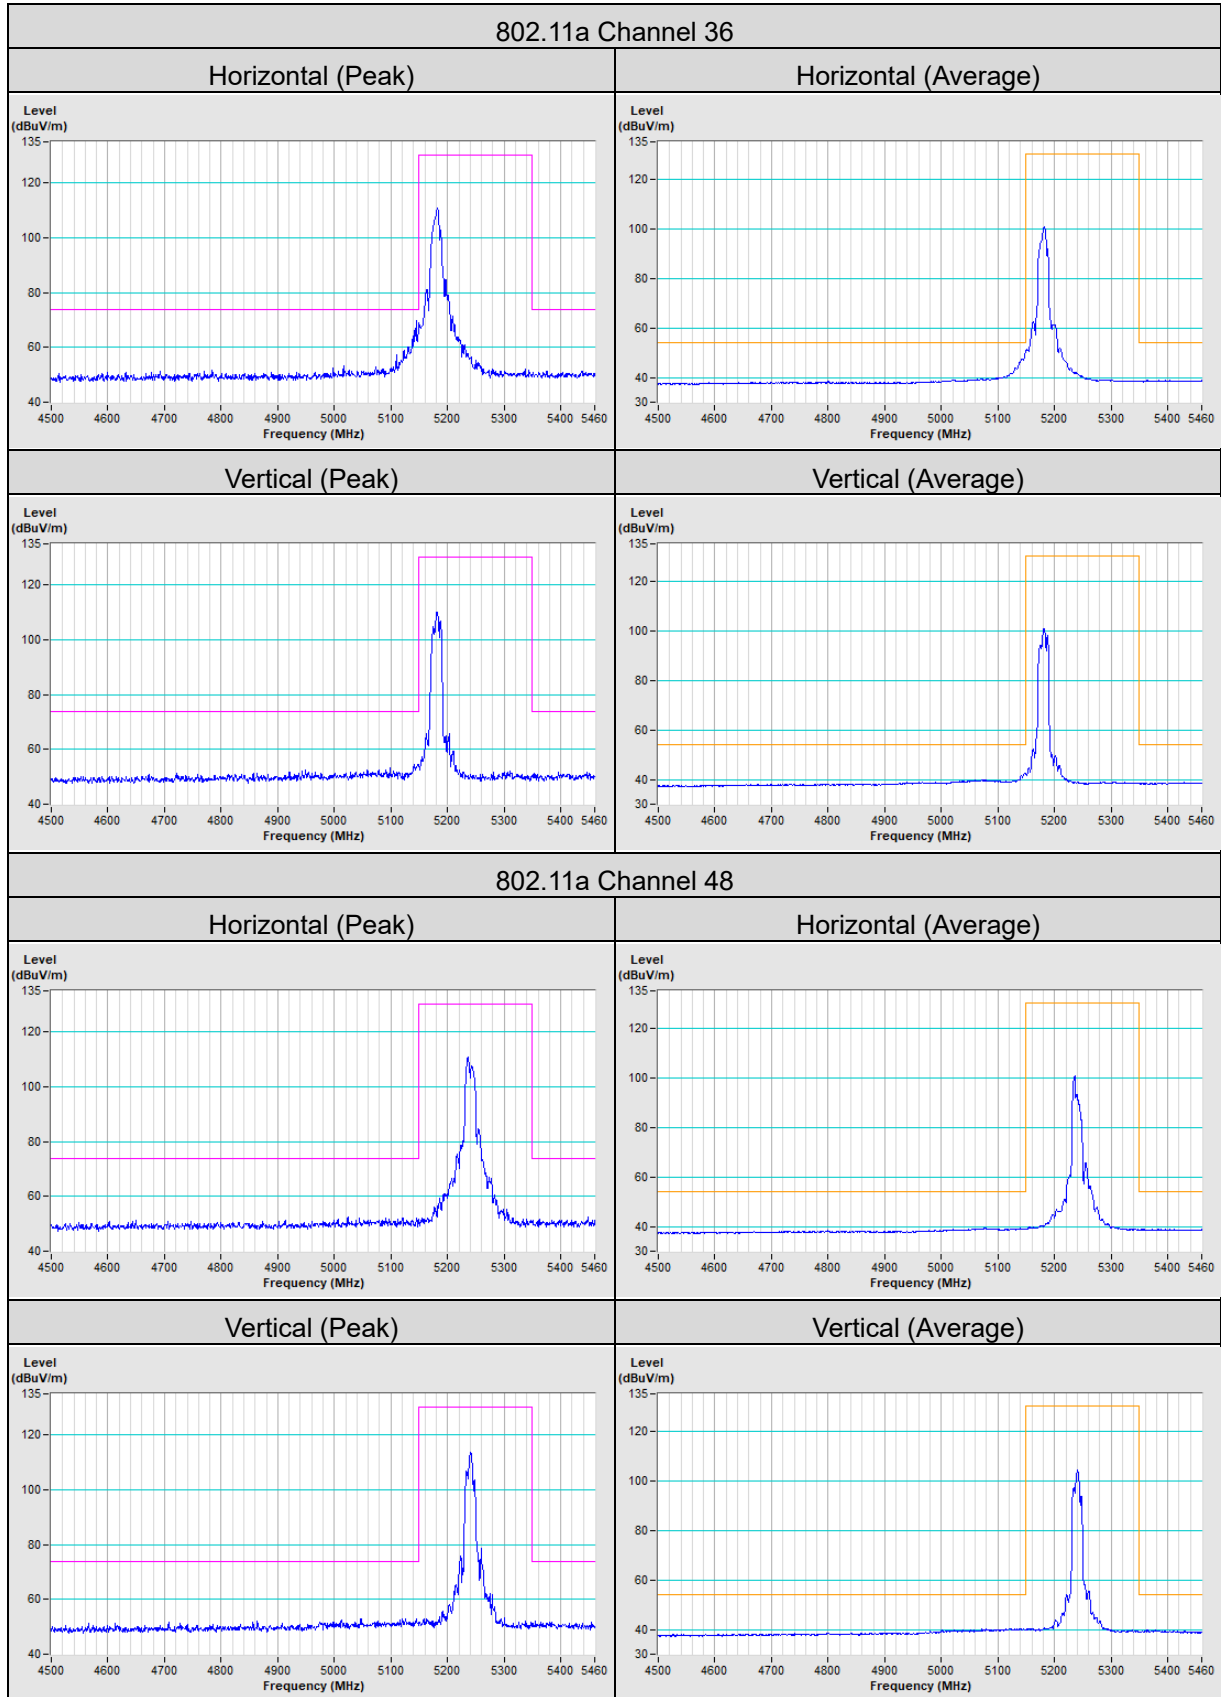 802.11a Channel 36
Horizontal (Peak)
Horizontal (Average)
Level
(dBuV/m)
135
120
100
80
60
40
4500 4600 4700 4800 4900 5000 5100 5200 5300 5400 5460
Frequency (MHz)
Level
(dBuV/m)
135
120
100
80
60
40
30
4500 4600 4700 4800 4900 5000 5100 5200 5300 5400 5460
Frequency (MHz)
Vertical (Peak)
Vertical (Average)
Level
(dBuV/m)
135
120
100
80
60
40
4500 4600 4700 4800 4900 5000 5100 5200 5300 5400 5460
Frequency (MHz)
Level
(dBuV/m)
135
120
100
80
60
40
30
4500 4600 4700 4800 4900 5000 5100 5200 5300 5400 5460
Frequency (MHz)
802.11a Channel 48
Horizontal (Peak)
Horizontal (Average)
Level
(dBuV/m)
135
120
100
80
60
40
4500 4600 4700 4800 4900 5000 5100 5200 5300 5400 5460
Frequency (MHz)
Level
(dBuV/m)
135
120
100
80
60
40
30
4500 4600 4700 4800 4900 5000 5100 5200 5300 5400 5460
Frequency (MHz)
Vertical (Peak)
Vertical (Average)
Level
(dBuV/m)
135
120
100
80
60
40
4500 4600 4700 4800 4900 5000 5100 5200 5300 5400 5460
Frequency (MHz)
Level
(dBuV/m)
135
120
100
80
60
40
30
4500 4600 4700 4800 4900 5000 5100 5200 5300 5400 5460
Frequency (MHz)